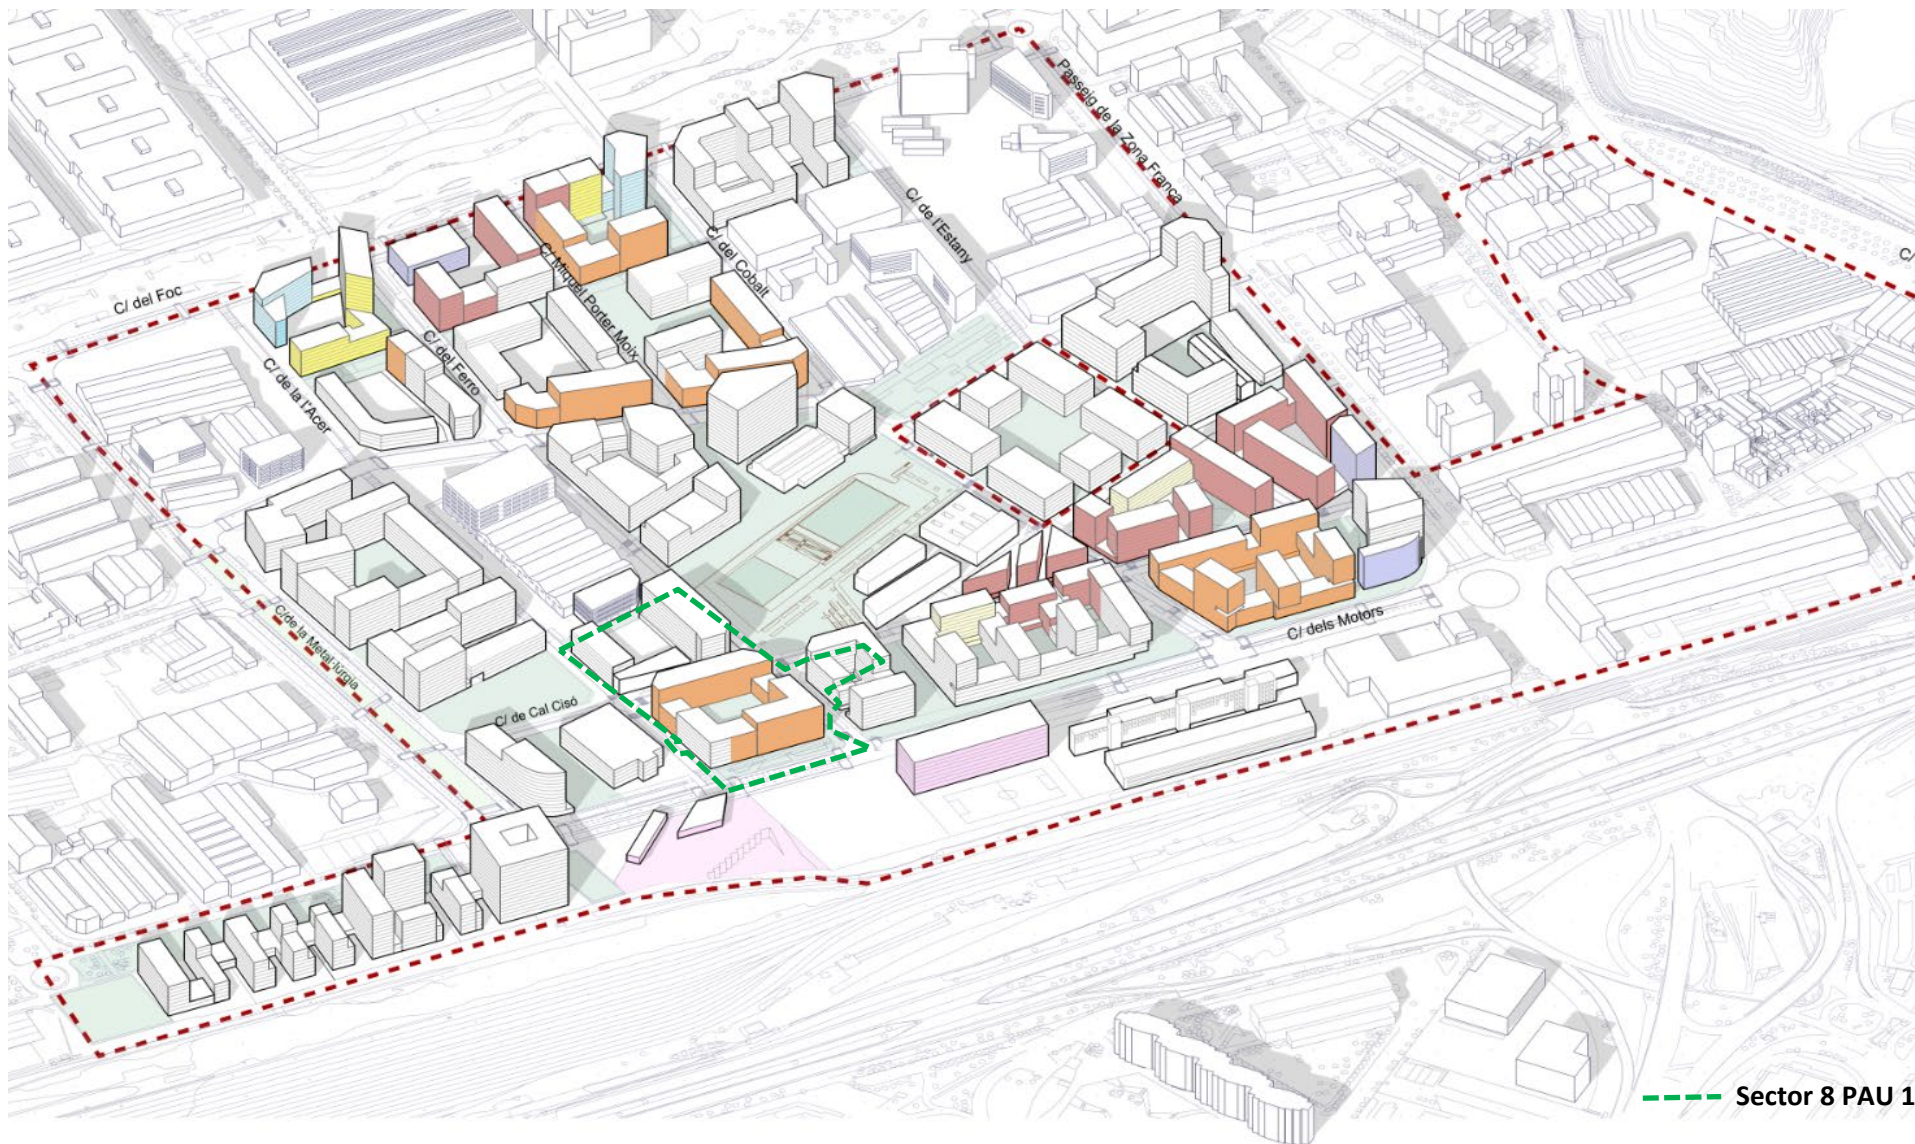 Passeig de la Zona Franca
C/ de l'Estany
C/ del Cobalt
C/ Miquel Porter Moix
C/
C/ del Foc
C/ del Ferro
C/ de la l'Acer
C/de la Metal·lúrgia
C/ dels Motors
C/ de Cal Cisó
Sector 8 PAU 1